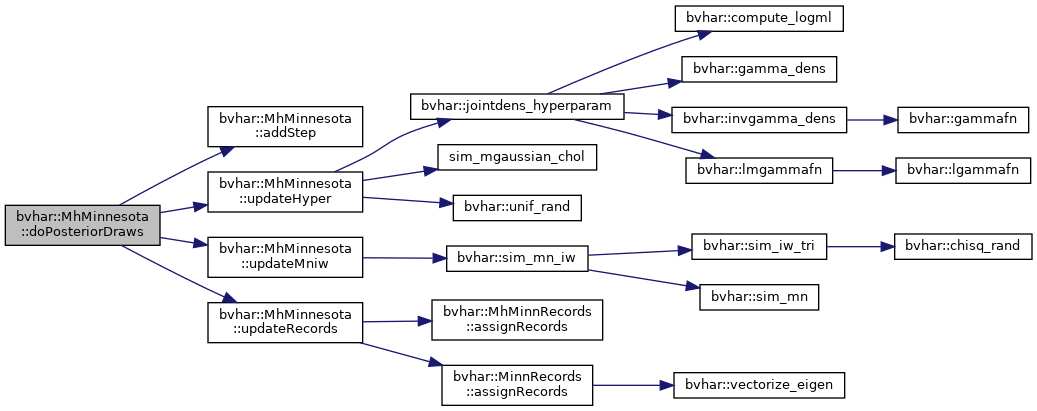 bvhar::MhMinnesota
::doPosteriorDraws
bvhar::MhMinnesota
::addStep
bvhar::MhMinnesota
::updateHyper
bvhar::jointdens_hyperparam
bvhar::compute_logml
bvhar::gamma_dens
bvhar::invgamma_dens
bvhar::gammafn
bvhar::lmgammafn
bvhar::lgammafn
sim_mgaussian_chol
bvhar::unif_rand
bvhar::MhMinnesota
::updateMniw
bvhar::sim_mn_iw
bvhar::sim_iw_tri
bvhar::chisq_rand
bvhar::sim_mn
bvhar::MhMinnesota
::updateRecords
bvhar::MhMinnRecords
::assignRecords
bvhar::MinnRecords
::assignRecords
bvhar::vectorize_eigen